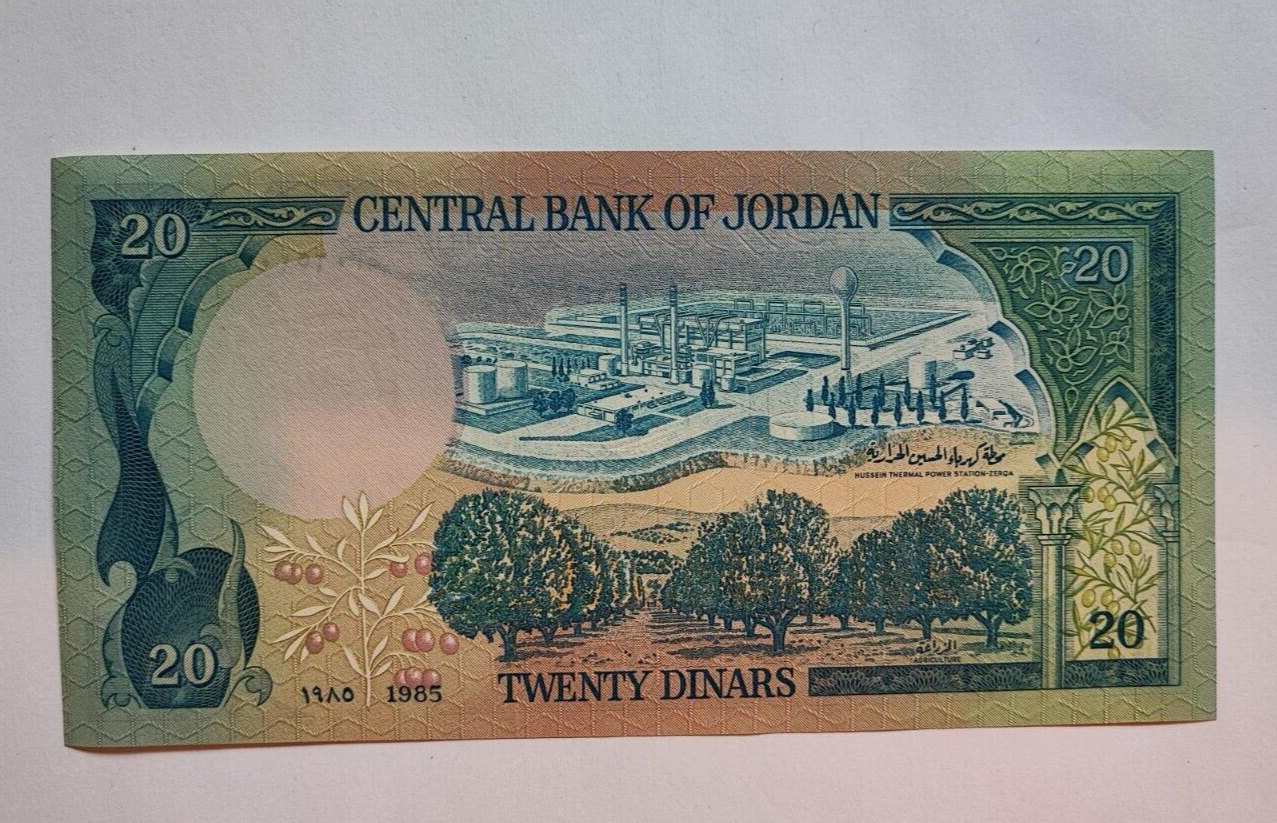 CENTRAL BANK OF JORDAN
20
20
محطة كهرباء الحسين الحرارية
HUSSEIN THERMAL POWER STATION-ZERQA
20
الزراعة
AGRICULTURE
20
١٩٨٥ 1985
TWENTY DINARS